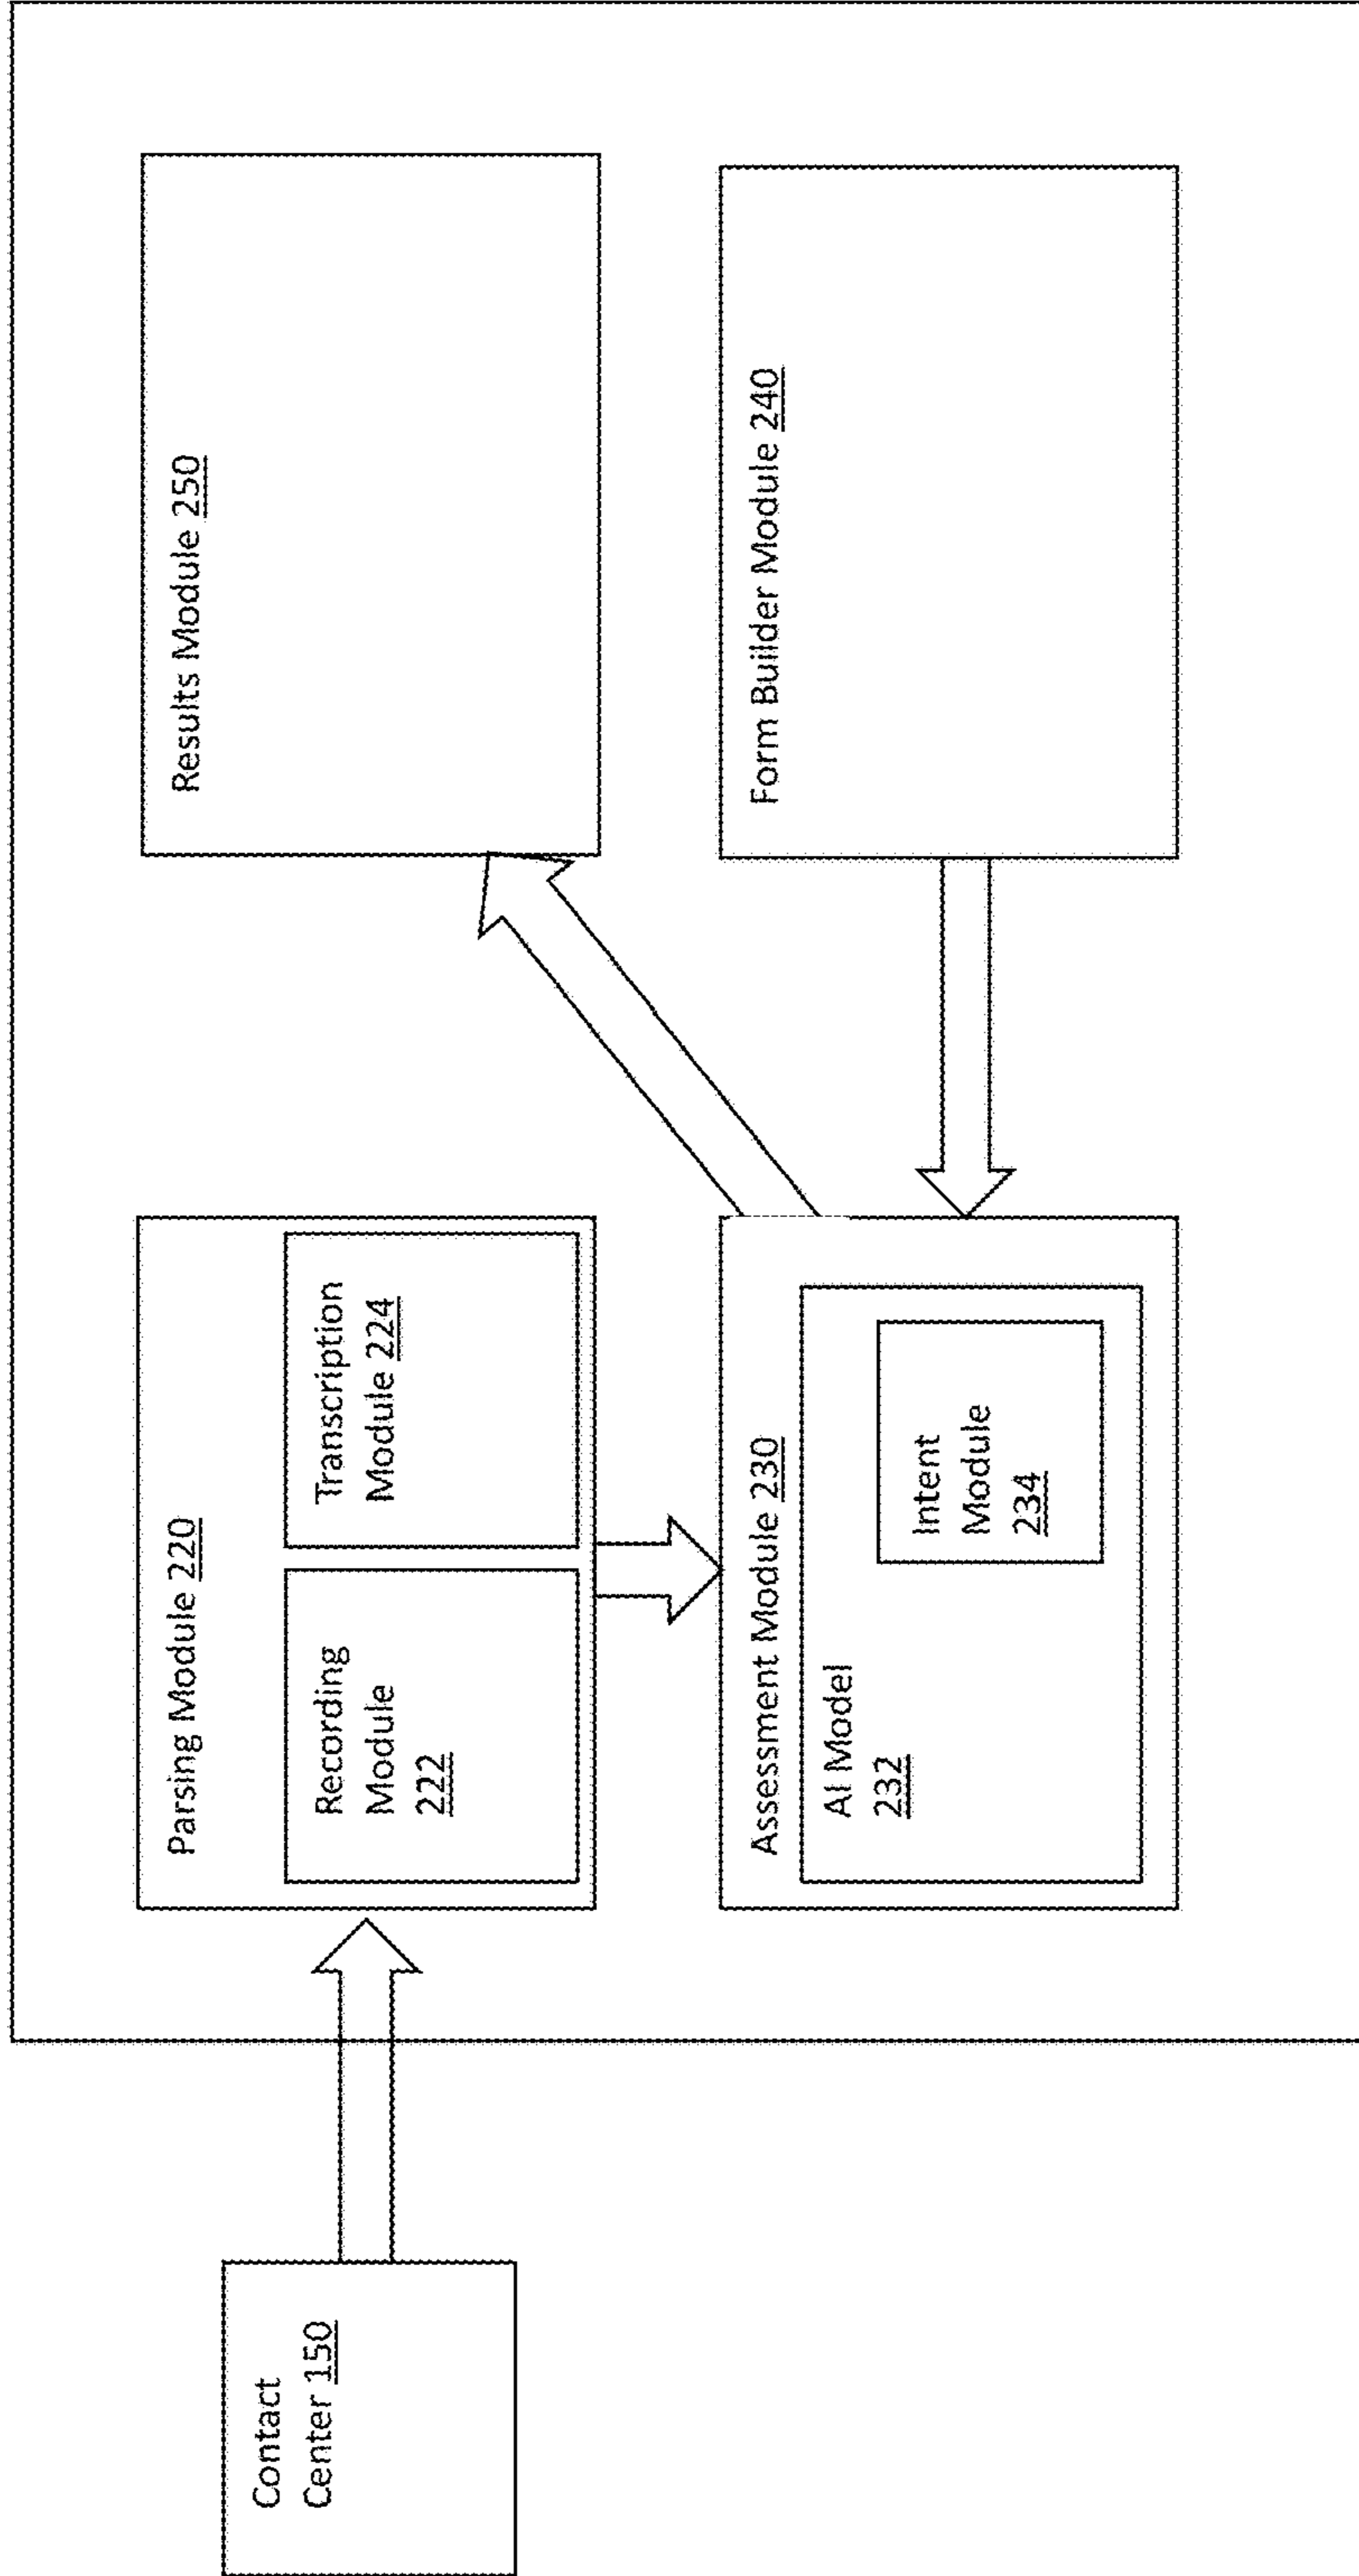 Contact
Center 150
Parsing Module 220
Recording
Module
222
Transcription
Module 224
Results Module 250
Assessment Module 230
AI Model
232
Intent
Module
234
Form Builder Module 240